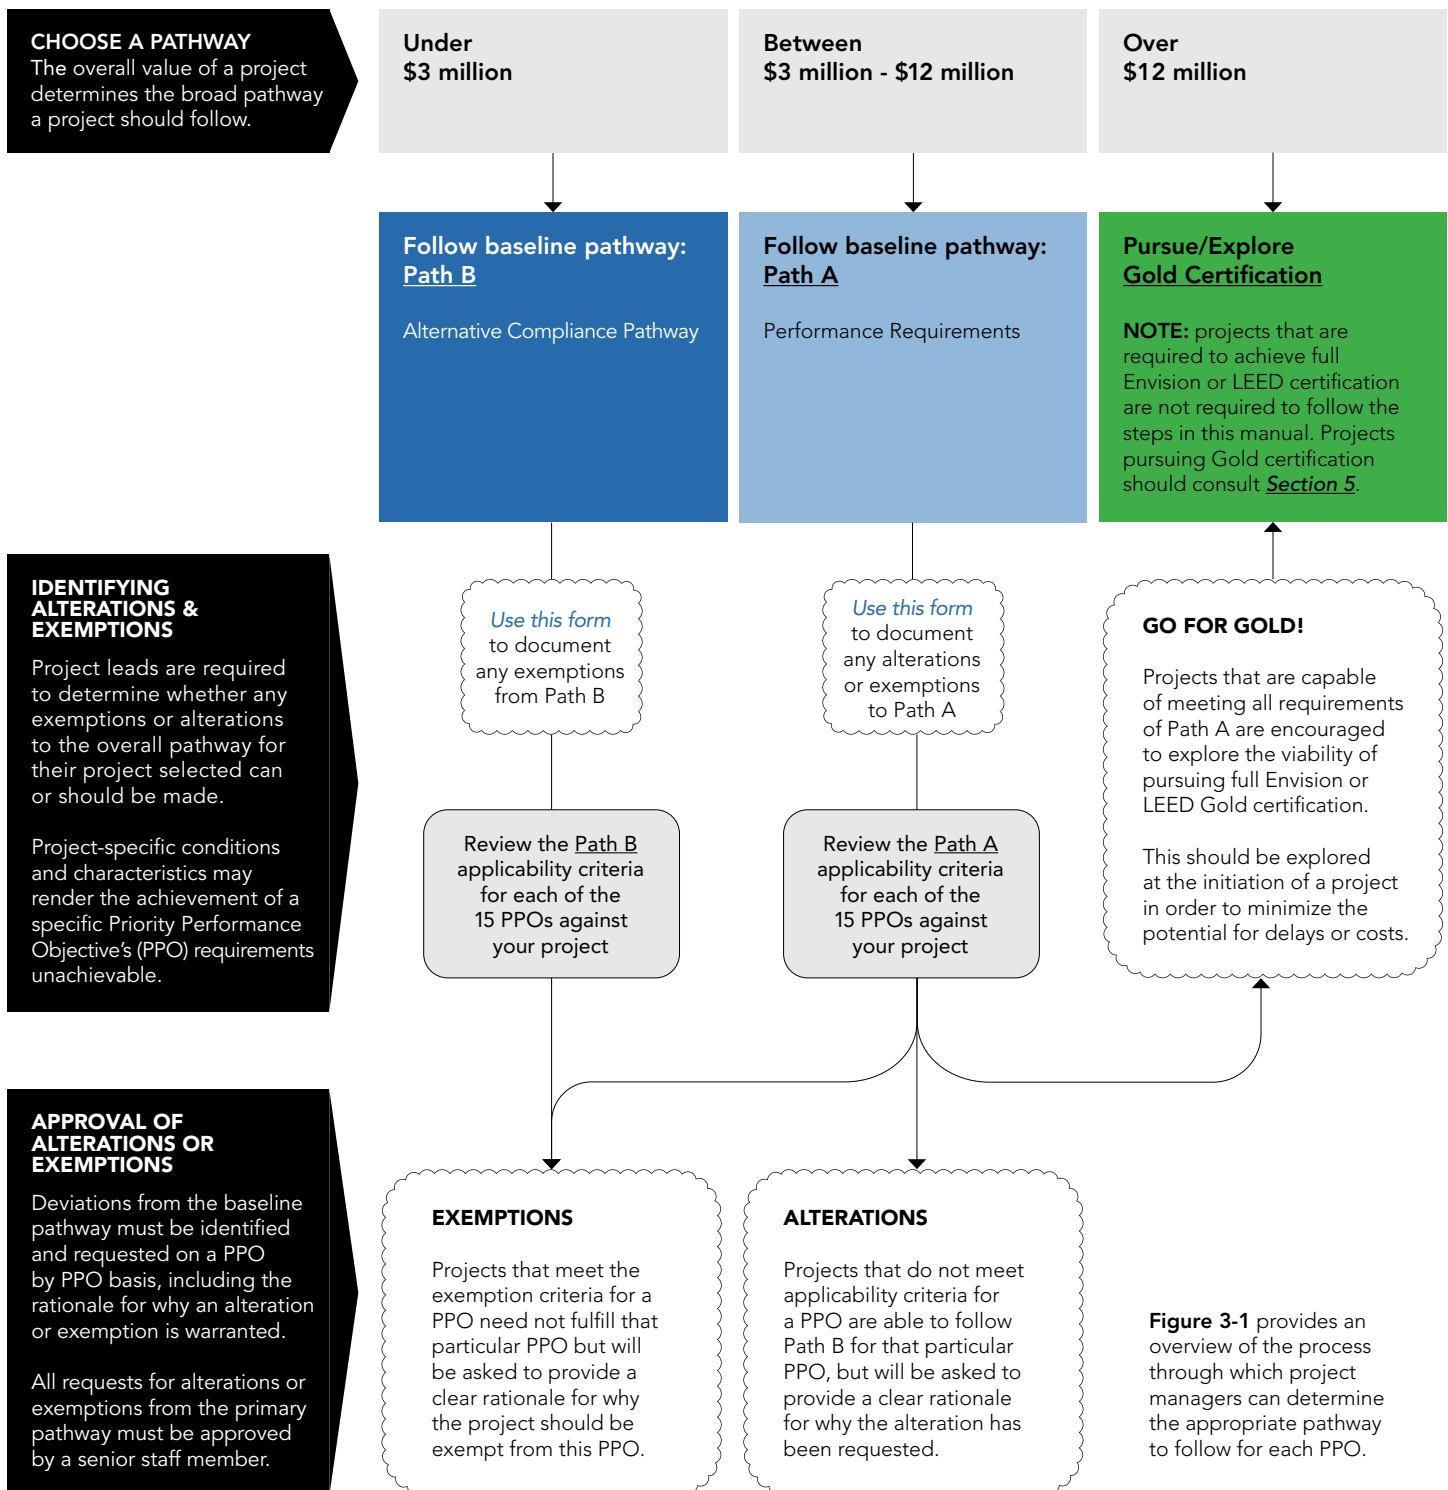 CHOOSE A PATHWAY
The overall value of a project
determines the broad pathway
a project should follow.
Under
$3 million
Between
$3 million - $12 million
Over
$12 million
Follow baseline pathway:
Path B
Alternative Compliance Pathway
Follow baseline pathway:
Path A
Performance Requirements
Pursue/Explore
Gold Certification
NOTE: projects that are
required to achieve full
Envision or LEED certification
are not required to follow the
steps in this manual. Projects
pursuing Gold certification
should consult Section 5.
IDENTIFYING
ALTERATIONS &
EXEMPTIONS
Project leads are required
to determine whether any
exemptions or alterations
to the overall pathway for
their project selected can
or should be made.
Project-specific conditions
and characteristics may
render the achievement of a
specific Priority Performance
Objective's (PPO) requirements
unachievable.
Use this form
to document
any exemptions
from Path B
Use this form
to document
any alterations
or exemptions
to Path A
GO FOR GOLD!
Projects that are capable
of meeting all requirements
of Path A are encouraged
to explore the viability of
pursuing full Envision or
LEED Gold certification.
This should be explored
at the initiation of a project
in order to minimize the
potential for delays or costs.
Review the Path B
applicability criteria
for each of the
15 PPOs against
your project
Review the Path A
applicability criteria
for each of the
15 PPOs against
your project
APPROVAL OF
ALTERATIONS OR
EXEMPTIONS
Deviations from the baseline
pathway must be identified
and requested on a PPO
by PPO basis, including the
rationale for why an alteration
or exemption is warranted.
All requests for alterations or
exemptions from the primary
pathway must be approved
by a senior staff member.
EXEMPTIONS
Projects that meet the
exemption criteria for a
PPO need not fulfill that
particular PPO but will
be asked to provide a
clear rationale for why
the project should be
exempt from this PPO.
ALTERATIONS
Projects that do not meet
applicability criteria for
a PPO are able to follow
Path B for that particular
PPO, but will be asked to
provide a clear rationale
for why the alteration has
been requested.
Figure 3-1 provides an
overview of the process
through which project
managers can determine
the appropriate pathway
to follow for each PPO.